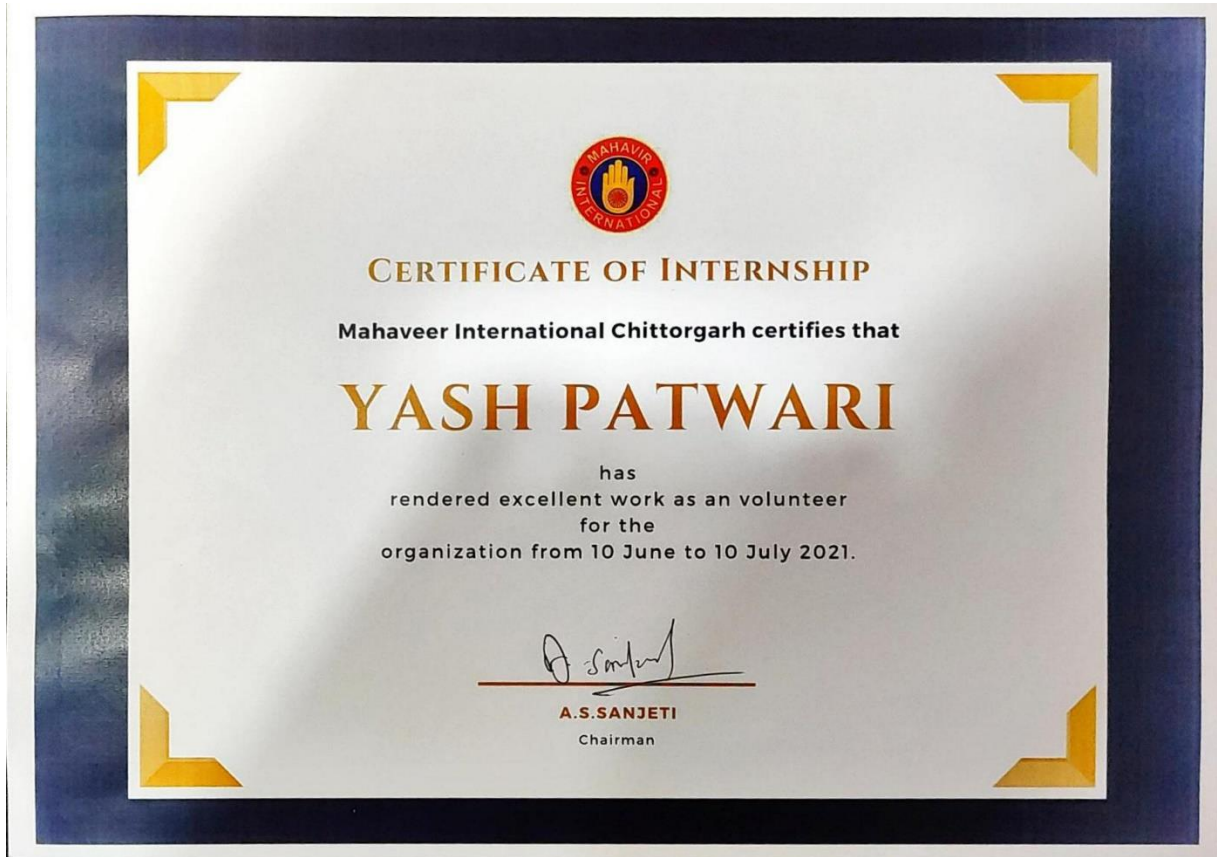 MAHAVIR
INTERNATIONAL
CERTIFICATE OF INTERNSHIP
Mahaveer International Chittorgarh certifies that
YASH PATWARI
has
rendered excellent work as an volunteer
for the
organization from 10 June to 10 July 2021.
A.S.SANJETI
Chairman